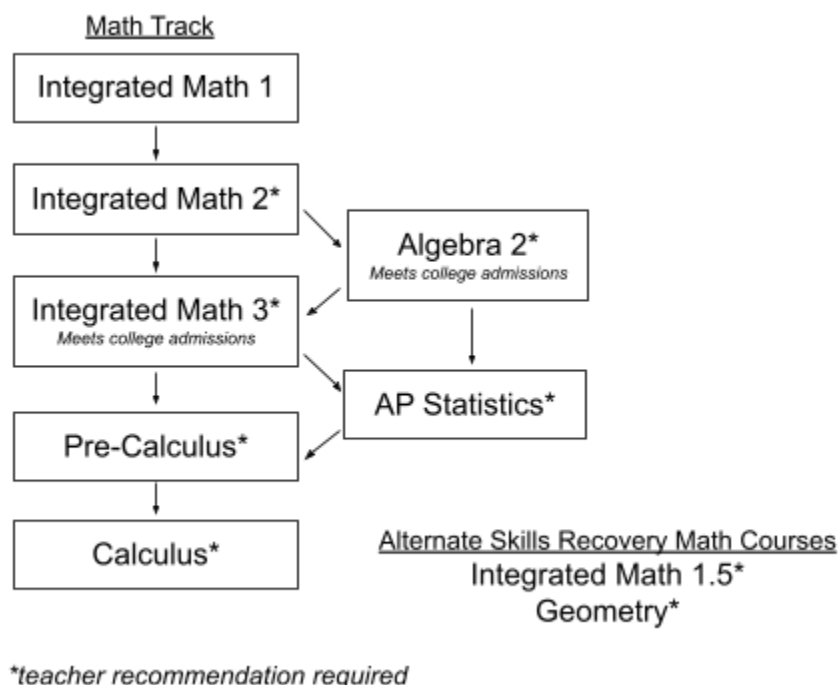 Math Track
Integrated Math 1
Integrated Math 2*
Algebra 2*
Meets college admissions
Integrated Math 3*
Meets college admissions
AP Statistics*
Pre-Calculus*
Calculus*
Alternate Skills Recovery Math Courses
Integrated Math 1.5*
Geometry*
*teacher recommendation required